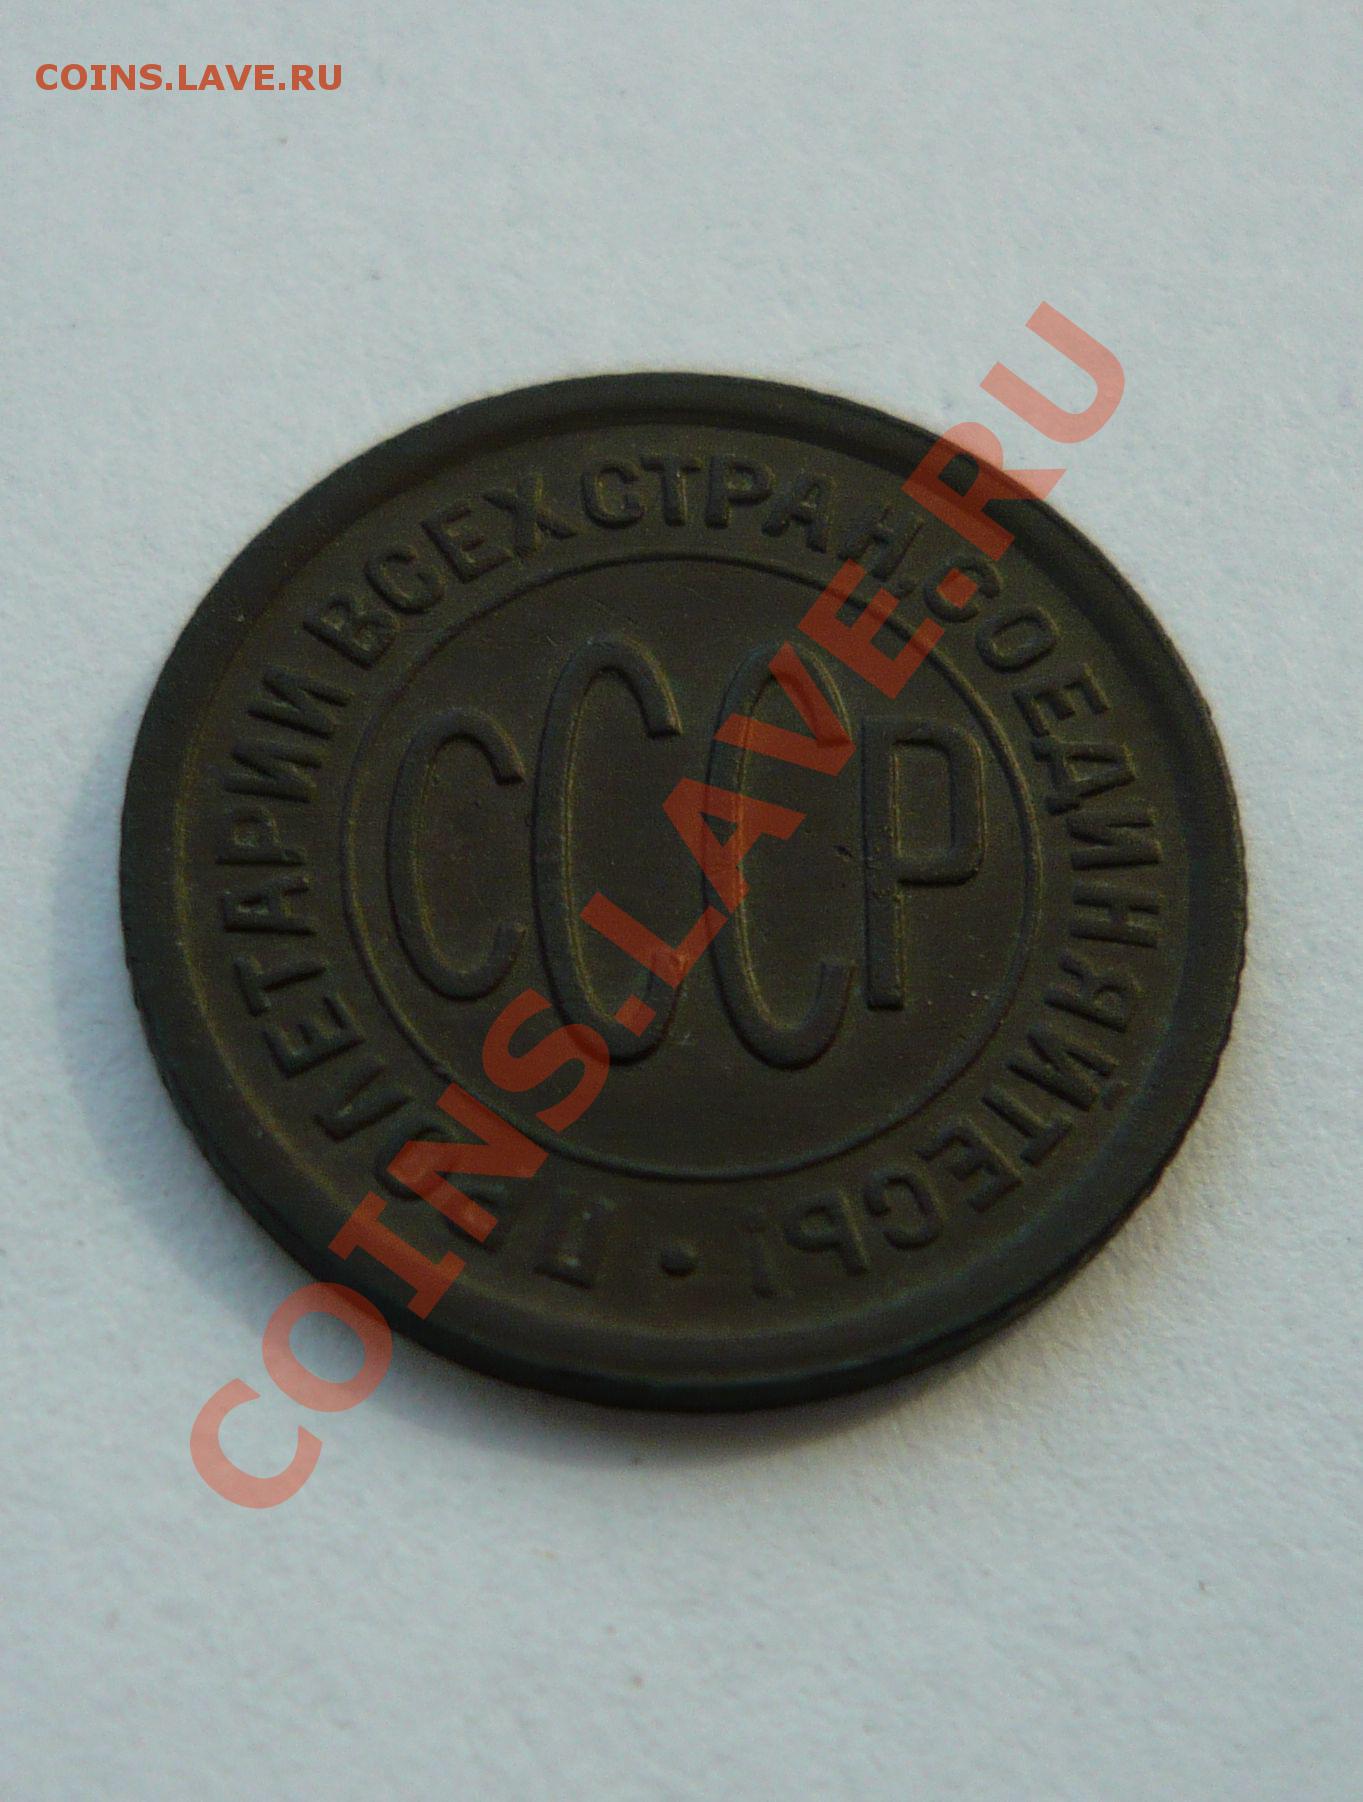 COINS.LAVE.RU
ПРОЛЕТАРИИ ВСЕХ СТРАН, СОЕДИНЯЙТЕСЬ! •
СССР
COINS.LAVE.RU